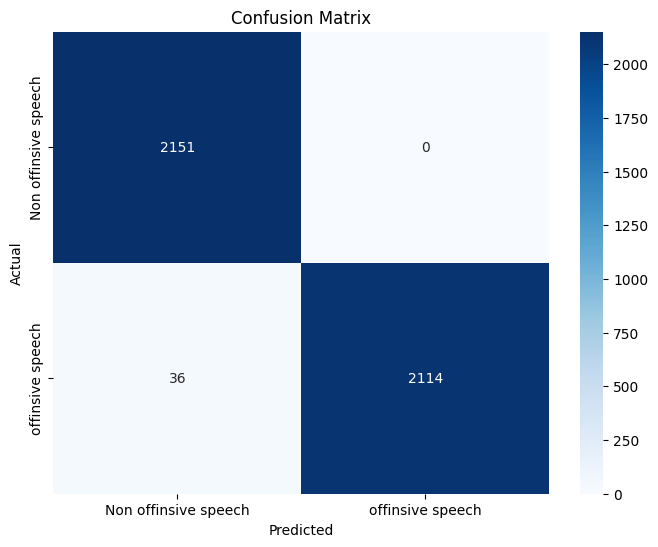 Confusion Matrix
Non offinsive speech
offinsive speech
Actual
2151
0
36
2114
Non offinsive speech
offinsive speech
Predicted
2000
1750
1500
1250
1000
750
500
250
0